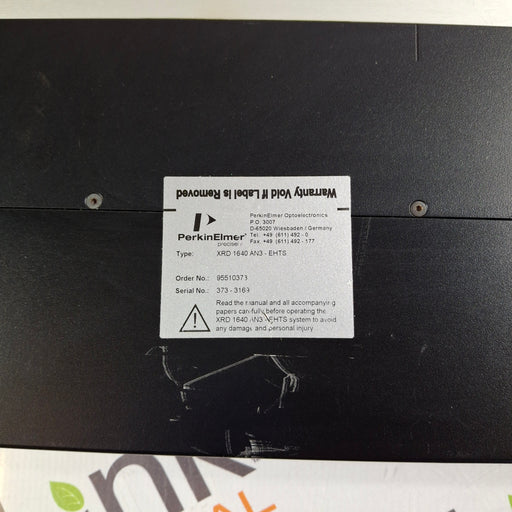 Warranty Void If Label Is Removed
PerkinElmer
precisely.
PerkinElmer Optoelectronics
P.O. 3007
D-65020 Wiesbaden / Germany
Tel. +49 (611) 492 - 0
Fax. +49 (611) 492 - 177
Type: XRD 1640 AN3 - EHTS
Order No.: 95510373
Serial No.: 373 - 3169
Read the manual and all accompanying
papers carefully before operating the
XRD 1640 AN3 -EHTS system to avoid
any damage and personal injury